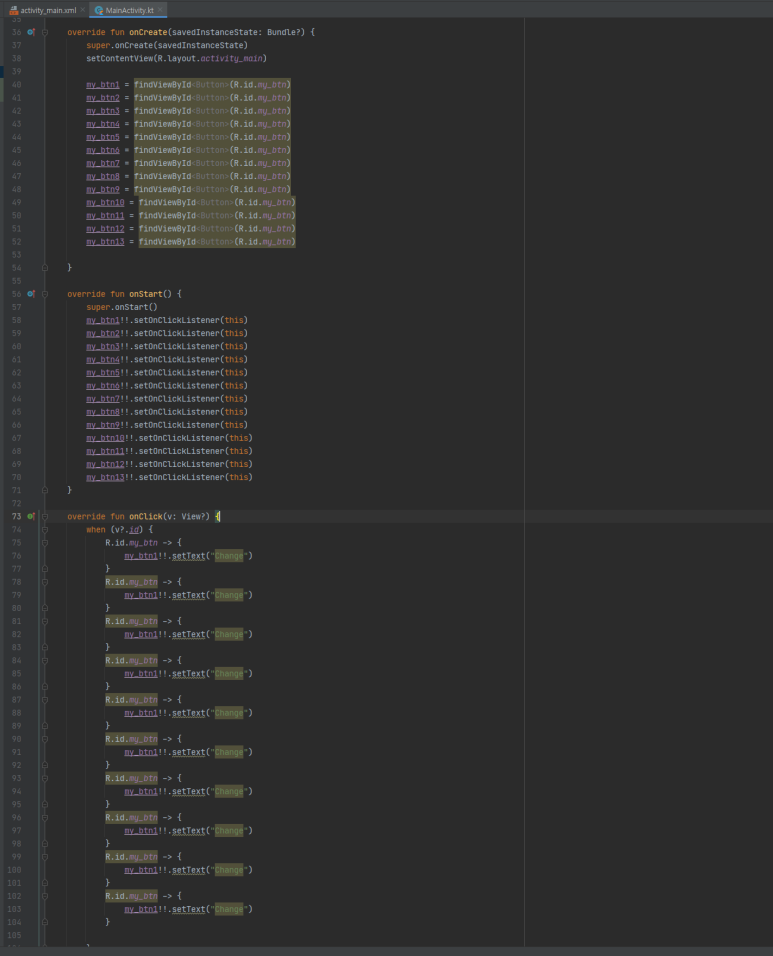 activity_main.xml × MainActivity.kt ×
35
36 override fun onCreate(savedInstanceState: Bundle?) {
37 super.onCreate(savedInstanceState)
38 setContentView(R.layout.activity_main)
39
40 my_btn1 = findViewById<Button>(R.id.my_btn)
41 my_btn2 = findViewById<Button>(R.id.my_btn)
42 my_btn3 = findViewById<Button>(R.id.my_btn)
43 my_btn4 = findViewById<Button>(R.id.my_btn)
44 my_btn5 = findViewById<Button>(R.id.my_btn)
45 my_btn6 = findViewById<Button>(R.id.my_btn)
46 my_btn7 = findViewById<Button>(R.id.my_btn)
47 my_btn8 = findViewById<Button>(R.id.my_btn)
48 my_btn9 = findViewById<Button>(R.id.my_btn)
49 my_btn10 = findViewById<Button>(R.id.my_btn)
50 my_btn11 = findViewById<Button>(R.id.my_btn)
51 my_btn12 = findViewById<Button>(R.id.my_btn)
52 my_btn13 = findViewById<Button>(R.id.my_btn)
53
54 }
55
56 override fun onStart() {
57 super.onStart()
58 my_btn1!!.setOnClickListener(this)
59 my_btn2!!.setOnClickListener(this)
60 my_btn3!!.setOnClickListener(this)
61 my_btn4!!.setOnClickListener(this)
62 my_btn5!!.setOnClickListener(this)
63 my_btn6!!.setOnClickListener(this)
64 my_btn7!!.setOnClickListener(this)
65 my_btn8!!.setOnClickListener(this)
66 my_btn9!!.setOnClickListener(this)
67 my_btn10!!.setOnClickListener(this)
68 my_btn11!!.setOnClickListener(this)
69 my_btn12!!.setOnClickListener(this)
70 my_btn13!!.setOnClickListener(this)
71 }
72
73 override fun onClick(v: View?) {
74 when (v?.id) {
75 R.id.my_btn -> {
76 my_btn1!!.setText("Change")
77 }
78 R.id.my_btn -> {
79 my_btn1!!.setText("Change")
80 }
81 R.id.my_btn -> {
82 my_btn1!!.setText("Change")
83 }
84 R.id.my_btn -> {
85 my_btn1!!.setText("Change")
86 }
87 R.id.my_btn -> {
88 my_btn1!!.setText("Change")
89 }
90 R.id.my_btn -> {
91 my_btn1!!.setText("Change")
92 }
93 R.id.my_btn -> {
94 my_btn1!!.setText("Change")
95 }
96 R.id.my_btn -> {
97 my_btn1!!.setText("Change")
98 }
99 R.id.my_btn -> {
100 my_btn1!!.setText("Change")
101 }
102 R.id.my_btn -> {
103 my_btn1!!.setText("Change")
104 }
105